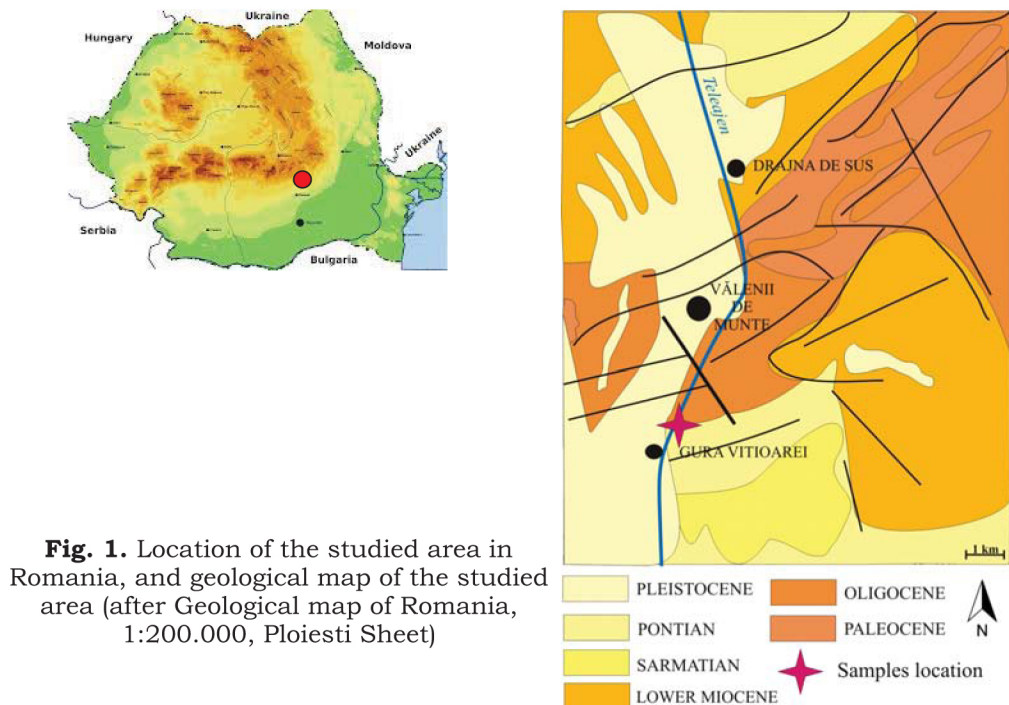 Ukraine
Hungary
Moldova
Ukraine
Serbia
Bulgaria
Teleajen
DRAJNA DE SUS
VĂLENII
DE
MUNTE
GURA VITIOAREI
1 km
Fig. 1. Location of the studied area in
Romania, and geological map of the studied
area (after Geological map of Romania,
1:200.000, Ploiesti Sheet)
PLEISTOCENE
PONTIAN
SARMATIAN
LOWER MIOCENE
OLIGOCENE
PALEOCENE
Samples location
N